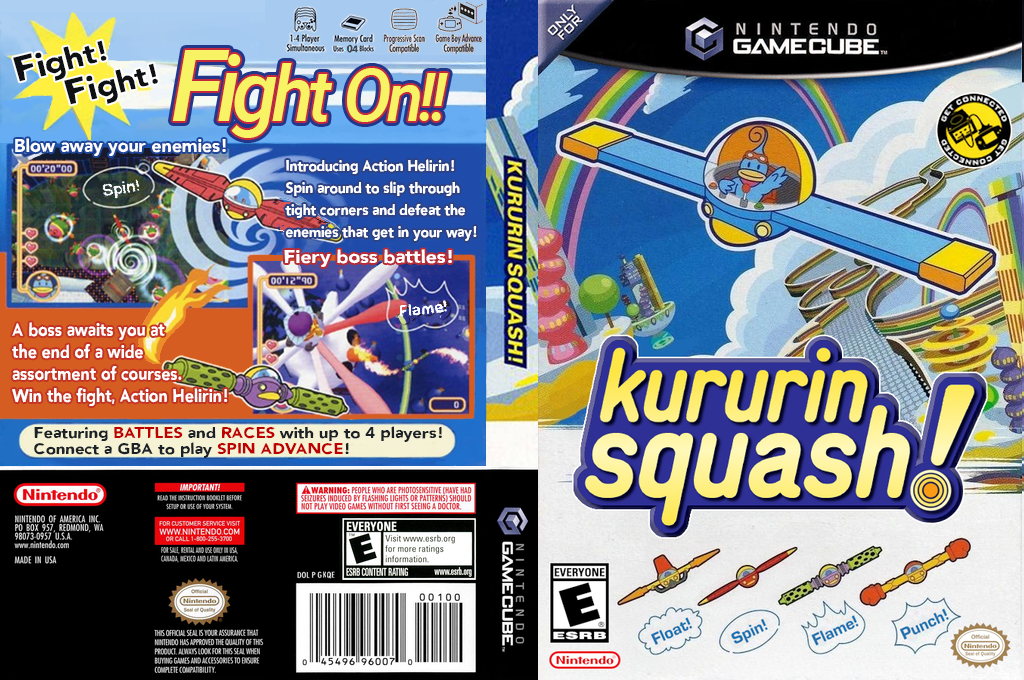 Fight!
Fight!
Fight On!!
1-4 Player
Simultaneous
Memory Card
Uses 04 Blocks
Progressive Scan
Compatible
Game Boy Advance
Compatible
Blow away your enemies!
00'20"00
Spin!
Introducing Action Helirin!
Spin around to slip through
tight corners and defeat the
enemies that get in your way!
Fiery boss battles!
00'12"90
Flame!
0
A boss awaits you at
the end of a wide
assortment of courses.
Win the fight, Action Helirin!
Featuring BATTLES and RACES with up to 4 players!
Connect a GBA to play SPIN ADVANCE!
Nintendo
NINTENDO OF AMERICA INC.
PO BOX 957, REDMOND, WA
98073-0957 U.S.A.
www.nintendo.com
MADE IN USA
IMPORTANT!
READ THE INSTRUCTION BOOKLET BEFORE
SETUP OR USE OF YOUR SYSTEM.
FOR CUSTOMER SERVICE VISIT
WWW.NINTENDO.COM
OR CALL 1-800-255-3700
FOR SALE, RENTAL AND USE ONLY IN USA,
CANADA, MEXICO AND LATIN AMERICA.
Official
Nintendo
Seal of Quality
THIS OFFICIAL SEAL IS YOUR ASSURANCE THAT
NINTENDO HAS APPROVED THE QUALITY OF THIS
PRODUCT. ALWAYS LOOK FOR THIS SEAL WHEN
BUYING GAMES AND ACCESSORIES TO ENSURE
COMPLETE COMPATIBILITY.
WARNING: PEOPLE WHO ARE PHOTOSENSITIVE (HAVE HAD
SEIZURES INDUCED BY FLASHING LIGHTS OR PATTERNS) SHOULD
NOT PLAY VIDEO GAMES WITHOUT FIRST SEEING A DOCTOR.
EVERYONE
E
Visit www.esrb.org
for more ratings
information.
ESRB CONTENT RATING www.esrb.org
DOL P GKQE
00100
0 45496 96007 0
KURURIN SQUASH!
NINTENDO
GAMECUBE™
ONLY
FOR
NINTENDO
GAMECUBE™
GET CONNECTED
GET CONNECTED
kururin
squash!
EVERYONE
E
ESRB
Nintendo
Float!
Spin!
Flame!
Punch!
Official
Nintendo
Seal of Quality